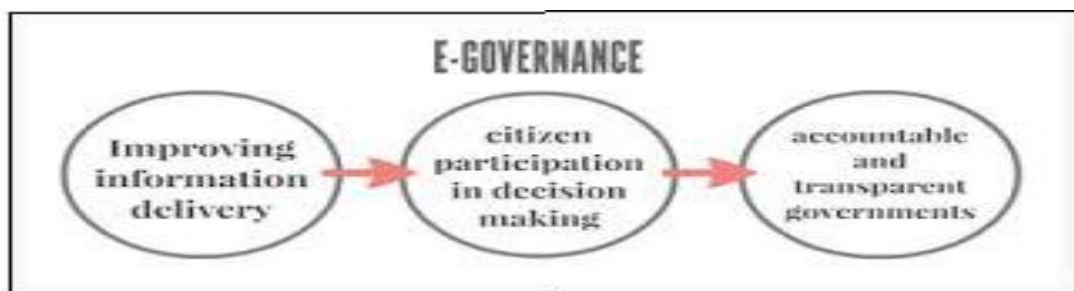 E-GOVERNANCE
Improving
information
delivery
citizen
participation
in decision
making
accountable
and
transparent
governments